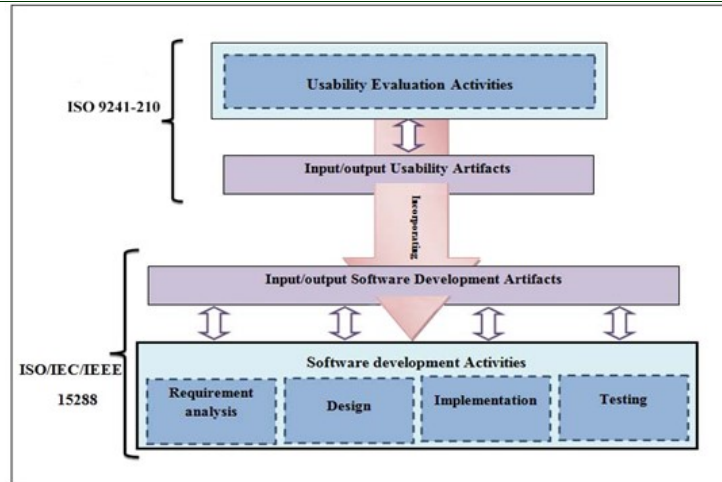 Usability Evaluation Activities
ISO 9241-210
Input/output Usability Artifacts
Incorporating
Input/output Software Development Artifacts
ISO/IEC/IEEE
15288
Software development Activities
Requirement
analysis
Design
Implementation
Testing